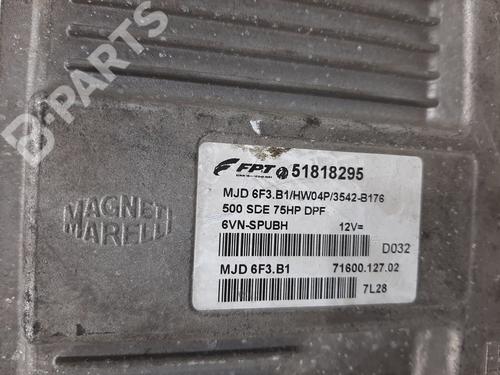 B-PARTS
MAGNETI
MARELLI
FPT 51818295
MJD 6F3.B1/HW04P/3542-B176
500 SDE 75HP DPF
6VN-SPUBH 12V=
D032
MJD 6F3.B1 71600.127.02
7L28